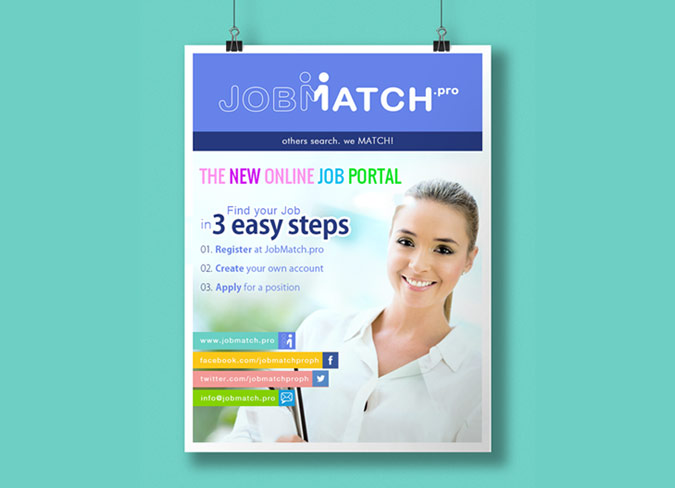 JOBMATCH.pro
others search. we MATCH!
THE NEW ONLINE JOB PORTAL
Find your Job
in 3 easy steps
01. Register at JobMatch.pro
02. Create your own account
03. Apply for a position
www.jobmatch.pro
facebook.com/jobmatchproph
twitter.com/jobmatchproph
info@jobmatch.pro